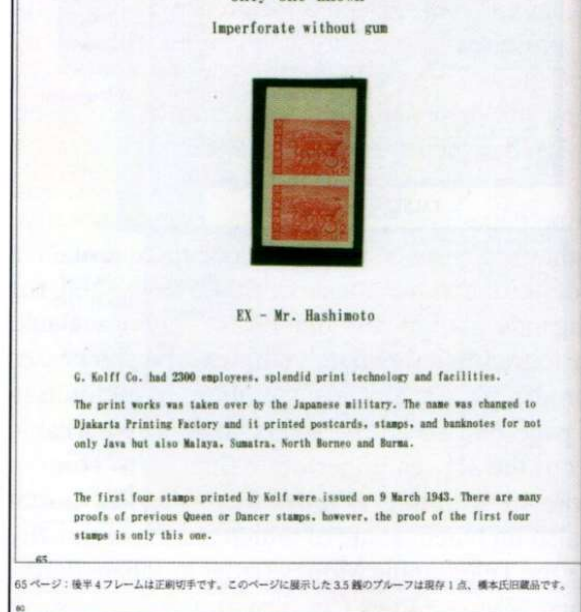 Imperforate without gum
EX - Mr. Hashimoto
G. Kolff Co. had 2300 employees, splendid print technology and facilities.
The print works was taken over by the Japanese military. The name was changed to
Djakarta Printing Factory and it printed postcards, stamps, and banknotes for not
only Java but also Malaya, Sumatra, North Borneo and Burma.
The first four stamps printed by Kolf were issued on 9 March 1943. There are many
proofs of previous Queen or Dancer stamps, however, the proof of the first four
stamps is only this one.
65
65 ページ：後半4フレームは正刷切手です。このページに展示した 3.5 銭のプルーフは現存1点、橋本氏旧蔵品です。
60